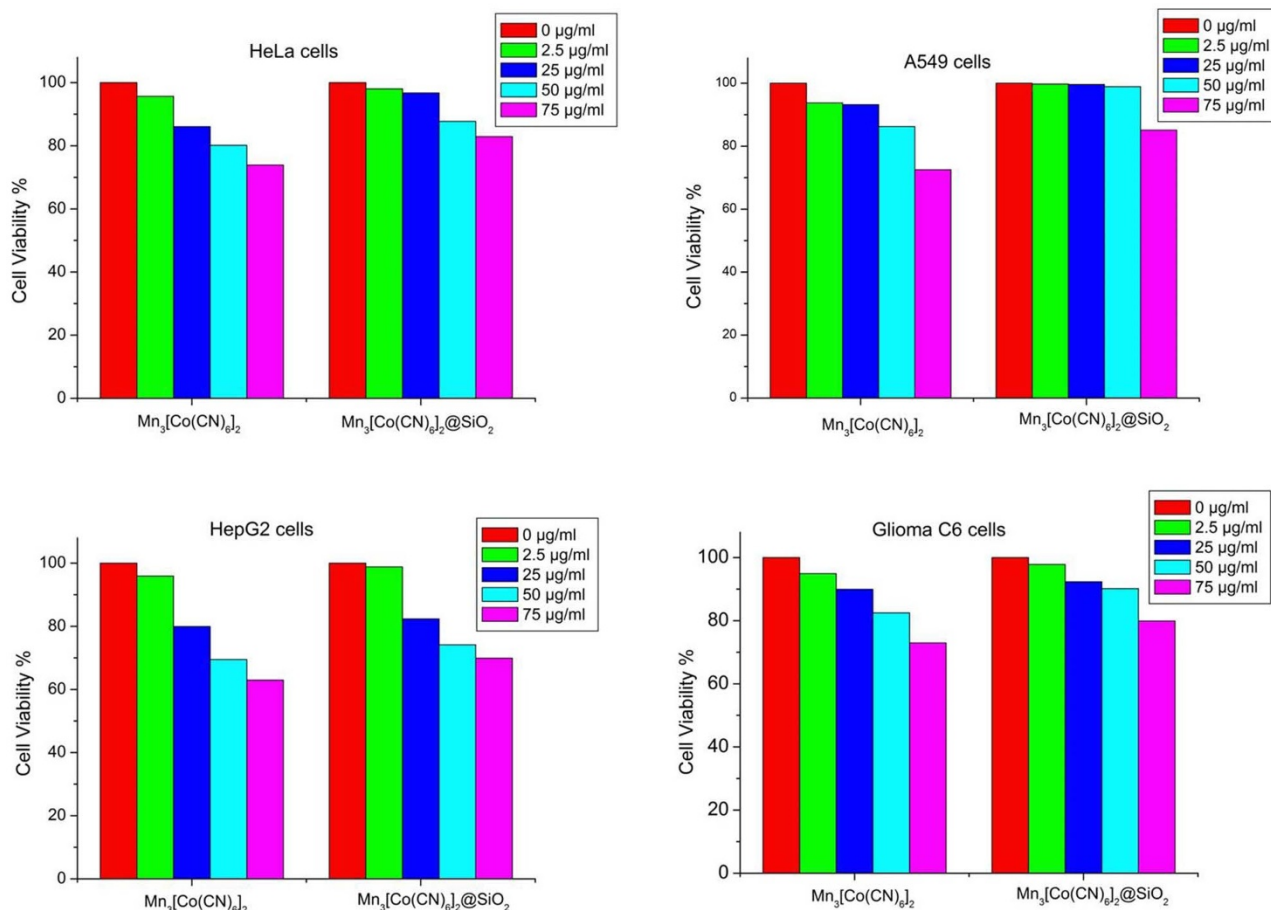 HeLa cells
0 µg/ml
2.5 µg/ml
25 µg/ml
50 µg/ml
75 µg/ml
Cell Viability %
100
80
60
40
20
0
Mn₃[Co(CN)₆]₂
Mn₃[Co(CN)₆]₂@SiO₂
A549 cells
0 µg/ml
2.5 µg/ml
25 µg/ml
50 µg/ml
75 µg/ml
Cell Viability %
100
80
60
40
20
0
Mn₃[Co(CN)₆]₂
Mn₃[Co(CN)₆]₂@SiO₂
HepG2 cells
0 µg/ml
2.5 µg/ml
25 µg/ml
50 µg/ml
75 µg/ml
Cell Viability %
100
80
60
40
20
0
Mn₃[Co(CN)₆]₂
Mn₃[Co(CN)₆]₂@SiO₂
Glioma C6 cells
0 µg/ml
2.5 µg/ml
25 µg/ml
50 µg/ml
75 µg/ml
Cell Viability %
100
80
60
40
20
0
Mn₃[Co(CN)₆]₂
Mn₃[Co(CN)₆]₂@SiO₂